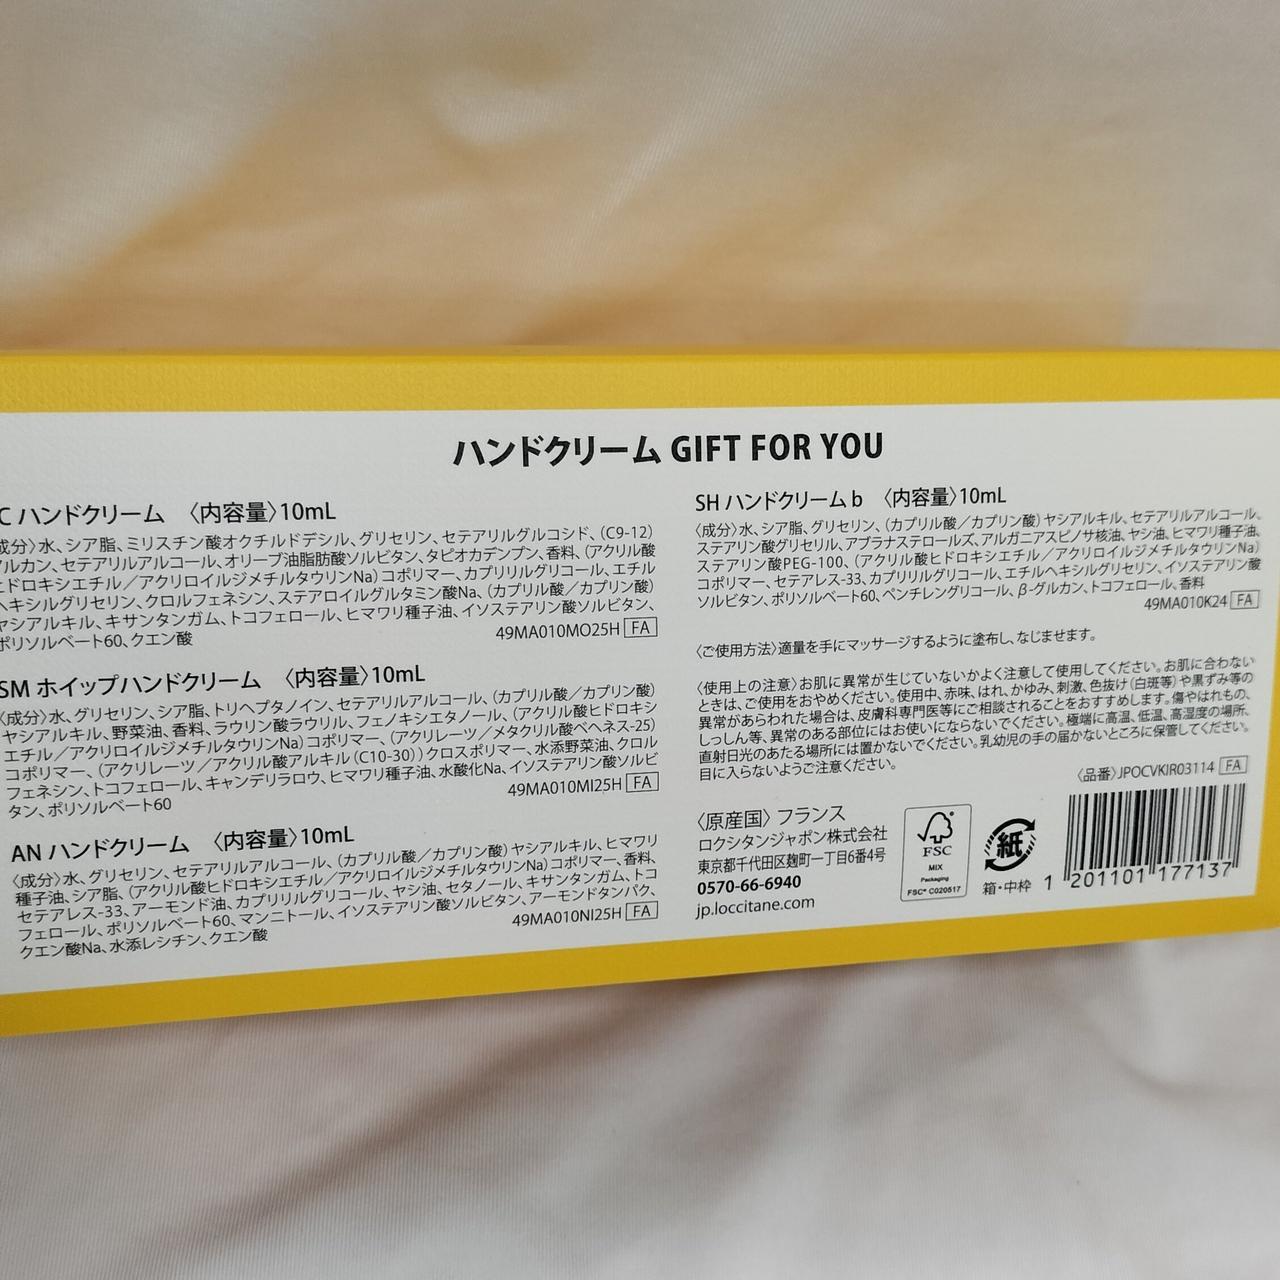 ハンドクリーム GIFT FOR YOU
C ハンドクリーム 〈内容量〉10mL
成分〉水、シア脂、ミリスチン酸オクチルドデシル、グリセリン、セテアリルグルコシド、(C9-12)
アルカン、セテアリルアルコール、オリーブ油脂肪酸ソルビタン、タピオカデンプン、香料、(アクリル酸
ヒドロキシエチル／アクリロイルジメチルタウリンNa)コポリマー、カプリリルグリコール、エチル
ヘキシルグリセリン、クロルフェネシン、ステアロイルグルタミン酸Na、(カプリル酸／カプリン酸)
ヤシアルキル、キサンタンガム、トコフェロール、ヒマワリ種子油、イソステアリン酸ソルビタン、
ポリソルベート60、クエン酸
49MA010MO25H FA
SM ホイップハンドクリーム 〈内容量〉10mL
〈成分〉水、グリセリン、シア脂、トリヘプタノイン、セテアリルアルコール、(カプリル酸／カプリン酸)
ヤシアルキル、野菜油、香料、ラウリン酸ラウリル、フェノキシエタノール、(アクリル酸ヒドロキシ
エチル／アクリロイルジメチルタウリンNa)コポリマー、(アクリレーツ／メタクリル酸ベヘネス-25)
コポリマー、(アクリレーツ／アクリル酸アルキル(C10-30))クロスポリマー、水添野菜油、クロル
フェネシン、トコフェロール、キャンデリラロウ、ヒマワリ種子油、水酸化Na、イソステアリン酸ソルビ
タン、ポリソルベート60
49MA010MI25H FA
AN ハンドクリーム 〈内容量〉10mL
〈成分〉水、グリセリン、セテアリルアルコール、(カプリル酸／カプリン酸)ヤシアルキル、ヒマワリ
種子油、シア脂、(アクリル酸ヒドロキシエチル／アクリロイルジメチルタウリンNa)コポリマー、香料、
セテアレス-33、アーモンド油、カプリリルグリコール、ヤシ油、セタノール、キサンタンガム、トコ
フェロール、ポリソルベート60、マンニトール、イソステアリン酸ソルビタン、アーモンドタンパク、
クエン酸Na、水添レシチン、クエン酸
49MA010NI25H FA
SH ハンドクリームb 〈内容量〉10mL
〈成分〉水、シア脂、グリセリン、(カプリル酸／カプリン酸)ヤシアルキル、セテアリルアルコール、
ステアリン酸グリセリル、アブラナステロールズ、アルガニアスピノサ核油、ヤシ油、ヒマワリ種子油、
ステアリン酸PEG-100、(アクリル酸ヒドロキシエチル／アクリロイルジメチルタウリンNa)
コポリマー、セテアレス-33、カプリリルグリコール、エチルヘキシルグリセリン、イソステアリン酸
ソルビタン、ポリソルベート60、ペンチレングリコール、β-グルカン、トコフェロール、香料
49MA010K24 FA
〈ご使用方法〉適量を手にマッサージするように塗布し、なじませます。
〈使用上の注意〉お肌に異常が生じていないかよく注意して使用してください。お肌に合わない
ときは、ご使用をおやめください。使用中、赤味、はれ、かゆみ、刺激、色抜け(白斑等)や黒ずみ等の
異常があらわれた場合は、皮膚科専門医等にご相談されることをおすすめします。傷やはれもの、
しっしん等、異常のある部位にはお使いにならないでください。極端に高温、低温、高湿度の場所、
直射日光のあたる場所には置かないでください。乳幼児の手の届かないところに保管してください。
目に入らないようご注意ください。
〈品番〉JPOCVKIR03114 FA
〈原産国〉フランス
ロクシタンジャポン株式会社
東京都千代田区麹町一丁目6番4号
0570-66-6940
jp.loccitane.com
FSC
MIX
Packaging
FSC® C020517
紙
箱・中枠
1 201101 177137